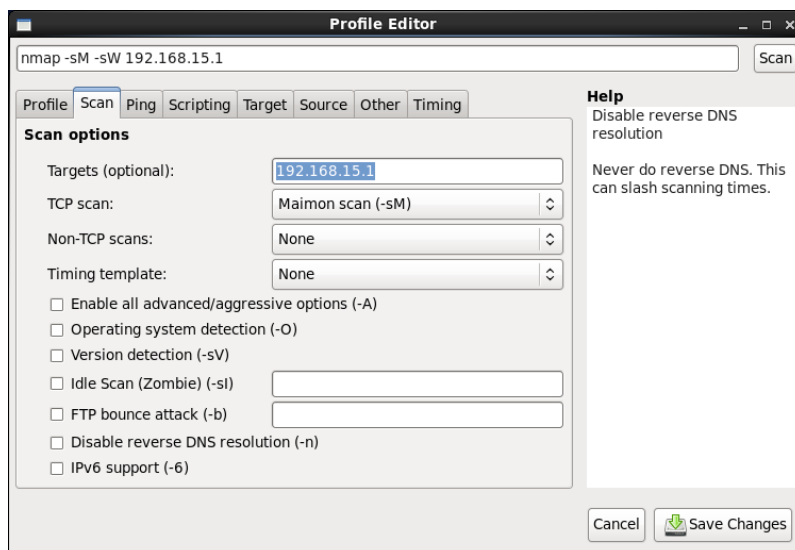 Profile Editor
nmap -sM -sW 192.168.15.1
Scan
Profile Scan Ping Scripting Target Source Other Timing
Scan options
Targets (optional): 192.168.15.1
TCP scan: Maimon scan (-sM)
Non-TCP scans: None
Timing template: None
Enable all advanced/aggressive options (-A)
Operating system detection (-O)
Version detection (-sV)
Idle Scan (Zombie) (-sI)
FTP bounce attack (-b)
Disable reverse DNS resolution (-n)
IPv6 support (-6)
Help
Disable reverse DNS
resolution
Never do reverse DNS. This
can slash scanning times.
Cancel
Save Changes